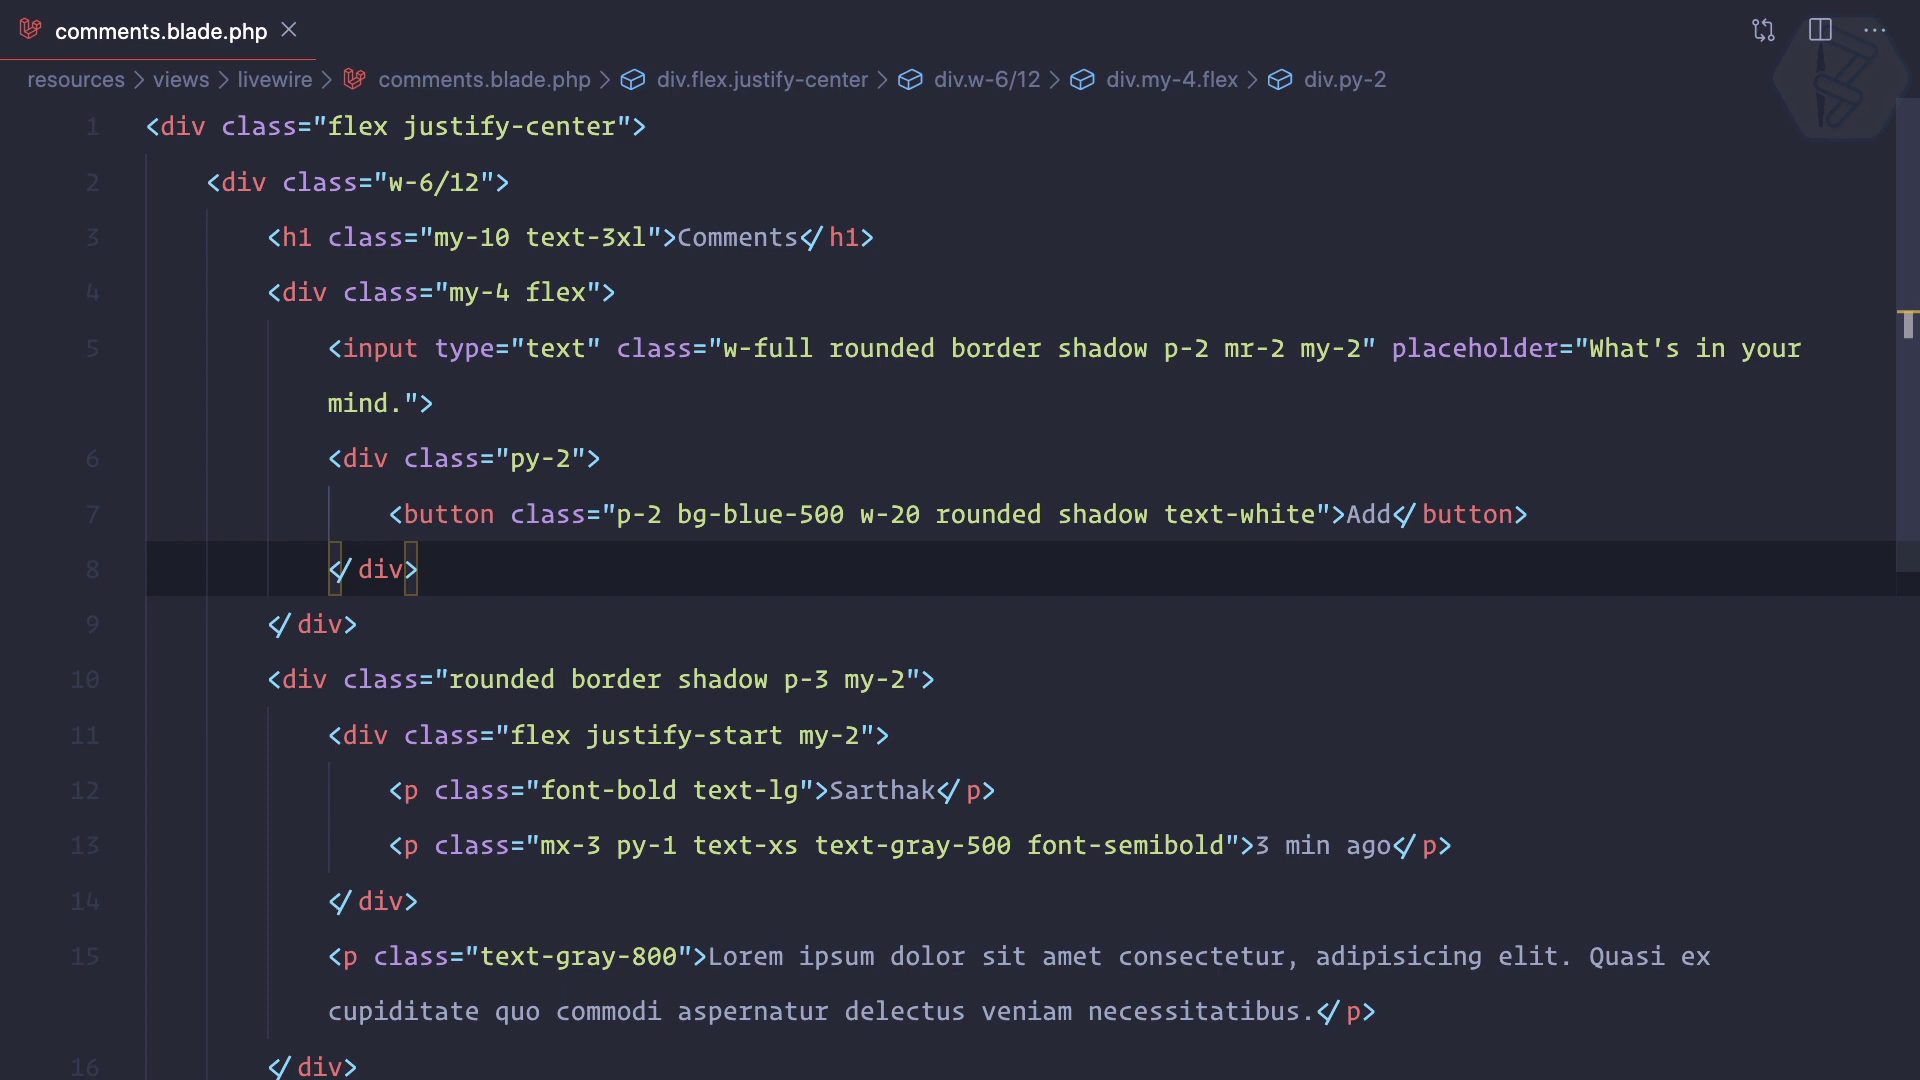 comments.blade.php
resources > views > livewire > comments.blade.php > div.flex.justify-center > div.w-6/12 > div.my-4.flex > div.py-2
1 <div class="flex justify-center">
2 <div class="w-6/12">
3 <h1 class="my-10 text-3xl">Comments</h1>
4 <div class="my-4 flex">
5 <input type="text" class="w-full rounded border shadow p-2 mr-2 my-2" placeholder="What's in your
mind.">
6 <div class="py-2">
7 <button class="p-2 bg-blue-500 w-20 rounded shadow text-white">Add</button>
8 </div>
9 </div>
10 <div class="rounded border shadow p-3 my-2">
11 <div class="flex justify-start my-2">
12 <p class="font-bold text-lg">Sarthak</p>
13 <p class="mx-3 py-1 text-xs text-gray-500 font-semibold">3 min ago</p>
14 </div>
15 <p class="text-gray-800">Lorem ipsum dolor sit amet consectetur, adipisicing elit. Quasi ex
cupiditate quo commodi aspernatur delectus veniam necessitatibus.</p>
16 </div>